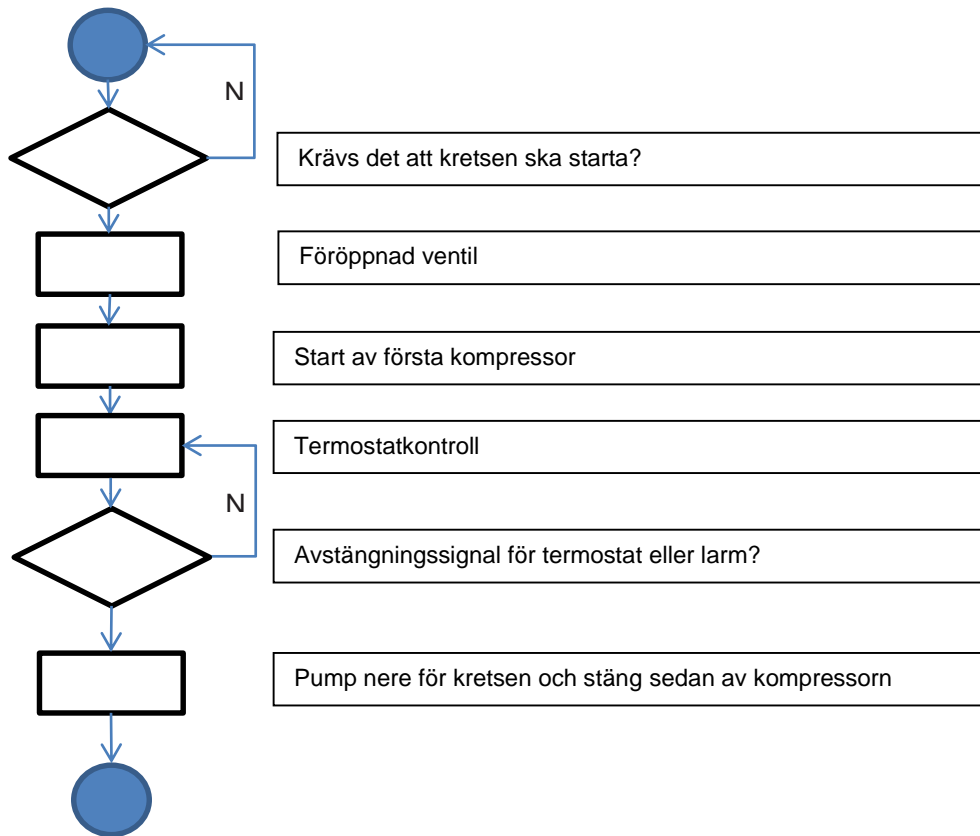 N
Krävs det att kretsen ska starta?
Föröppnad ventil
Start av första kompressor
Termostatkontroll
N
Avstängningssignal för termostat eller larm?
Pump nere för kretsen och stäng sedan av kompressorn